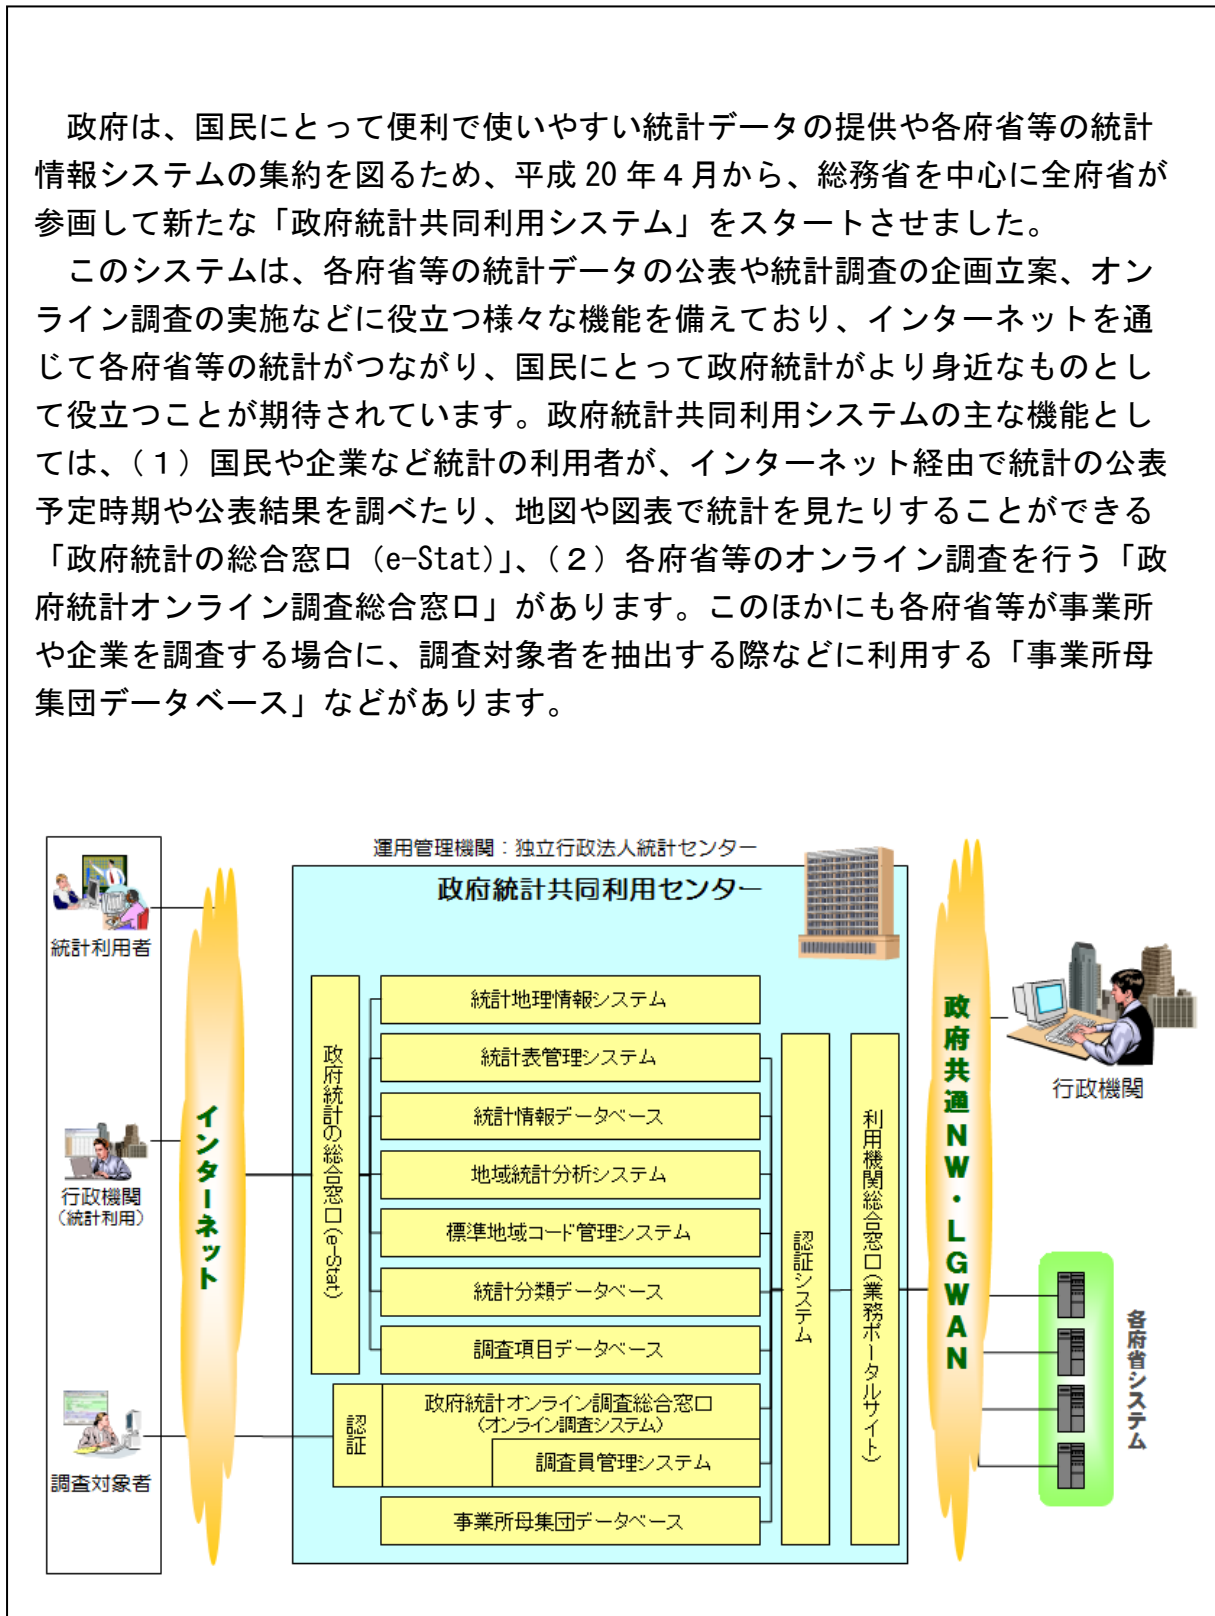 政府は、国民にとって便利で使いやすい統計データの提供や各府省等の統計
情報システムの集約を図るため、平成 20 年４月から、総務省を中心に全府省が
参画して新たな「政府統計共同利用システム」をスタートさせました。
このシステムは、各府省等の統計データの公表や統計調査の企画立案、オン
ライン調査の実施などに役立つ様々な機能を備えており、インターネットを通
じて各府省等の統計がつながり、国民にとって政府統計がより身近なものとし
て役立つことが期待されています。政府統計共同利用システムの主な機能とし
ては、（１）国民や企業など統計の利用者が、インターネット経由で統計の公表
予定時期や公表結果を調べたり、地図や図表で統計を見たりすることができる
「政府統計の総合窓口（e-Stat）」、（２）各府省等のオンライン調査を行う「政
府統計オンライン調査総合窓口」があります。このほかにも各府省等が事業所
や企業を調査する場合に、調査対象者を抽出する際などに利用する「事業所母
集団データベース」などがあります。
運用管理機関：独立行政法人統計センター
政府統計共同利用センター
統計利用者
行政機関
（統計利用）
調査対象者
インターネット
政府統計の総合窓口(e-Stat)
統計地理情報システム
統計表管理システム
統計情報データベース
地域統計分析システム
標準地域コード管理システム
統計分類データベース
調査項目データベース
認証
政府統計オンライン調査総合窓口
（オンライン調査システム）
調査員管理システム
事業所母集団データベース
認証システム
利用機関総合窓口(業務ポータルサイト)
政府共通ＮＷ・ＬＧＷＡＮ
行政機関
各府省システム